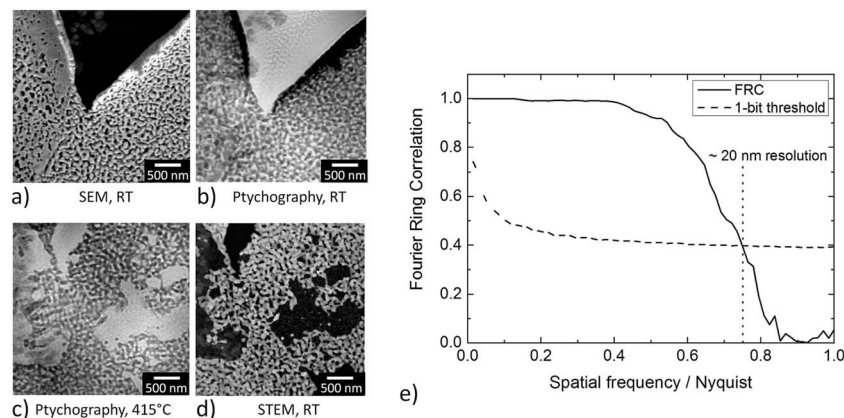 500 nm
a) SEM, RT
500 nm
b) Ptychography, RT
500 nm
c) Ptychography, 415°C
500 nm
d) STEM, RT
Fourier Ring Correlation
1.0
0.8
0.6
0.4
0.2
0.0
FRC
1-bit threshold
~ 20 nm resolution
0.0 0.2 0.4 0.6 0.8 1.0
Spatial frequency / Nyquist
e)